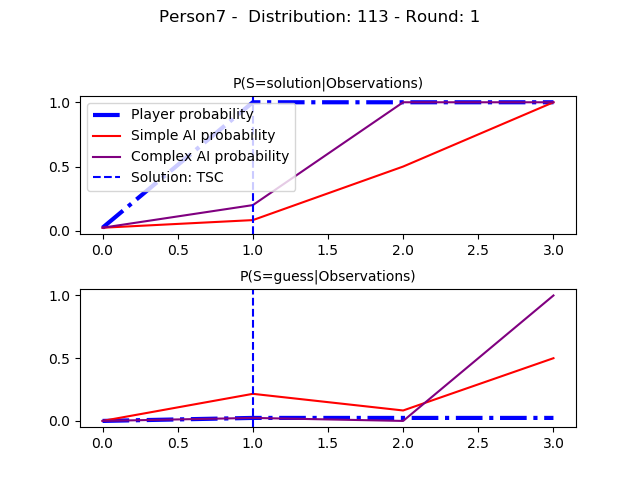 Person7 -  Distribution: 113 - Round: 1
P(S=solution|Observations)
1.0
0.5
0.0
Player probability
Simple AI probability
Complex AI probability
Solution: TSC
0.0 0.5 1.0 1.5 2.0 2.5 3.0
P(S=guess|Observations)
1.0
0.5
0.0
0.0 0.5 1.0 1.5 2.0 2.5 3.0